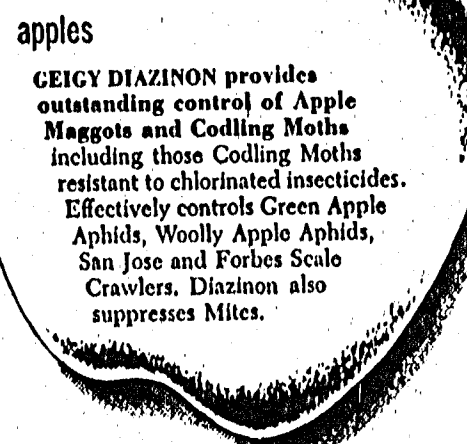 apples
GEIGY DIAZINON provides
outstanding control of Apple
Maggots and Codling Moths
including those Codling Moths
resistant to chlorinated insecticides.
Effectively controls Green Apple
Aphids, Woolly Apple Aphids,
San Jose and Forbes Scale
Crawlers. Diazinon also
suppresses Mites.